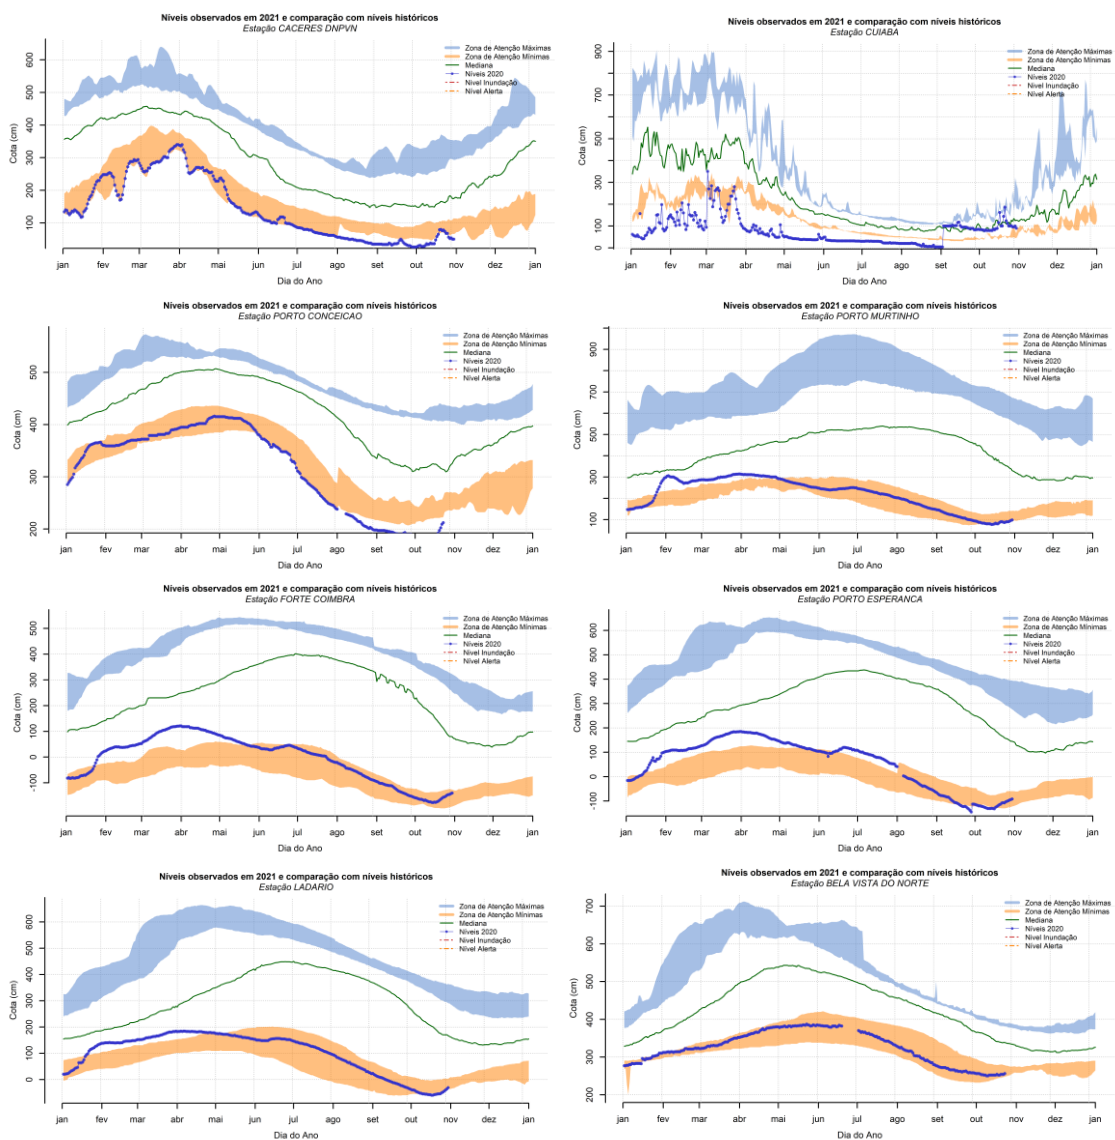 Níveis observados em 2021 e comparação com níveis históricos
Estação CACERES DNPVN
Zona de Atenção Máximas
Zona de Atenção Mínimas
Mediana
Níveis 2020
Nível Inundação
Nível Alerta
Cota (cm)
600
500
400
300
200
100
jan fev mar abr mai jun jul ago set out nov dez jan
Dia do Ano
Níveis observados em 2021 e comparação com níveis históricos
Estação CUIABA
Zona de Atenção Máximas
Zona de Atenção Mínimas
Mediana
Níveis 2020
Nível Inundação
Nível Alerta
Cota (cm)
900
700
500
300
100
0
jan fev mar abr mai jun jul ago set out nov dez jan
Dia do Ano
Níveis observados em 2021 e comparação com níveis históricos
Estação PORTO CONCEICAO
Zona de Atenção Máximas
Zona de Atenção Mínimas
Mediana
Níveis 2020
Nível Inundação
Nível Alerta
Cota (cm)
500
400
300
200
jan fev mar abr mai jun jul ago set out nov dez jan
Dia do Ano
Níveis observados em 2021 e comparação com níveis históricos
Estação PORTO MURTINHO
Zona de Atenção Máximas
Zona de Atenção Mínimas
Mediana
Níveis 2020
Nível Inundação
Nível Alerta
Cota (cm)
900
700
500
300
100
jan fev mar abr mai jun jul ago set out nov dez jan
Dia do Ano
Níveis observados em 2021 e comparação com níveis históricos
Estação FORTE COIMBRA
Zona de Atenção Máximas
Zona de Atenção Mínimas
Mediana
Níveis 2020
Nível Inundação
Nível Alerta
Cota (cm)
500
400
300
200
100
0
-100
jan fev mar abr mai jun jul ago set out nov dez jan
Dia do Ano
Níveis observados em 2021 e comparação com níveis históricos
Estação PORTO ESPERANCA
Zona de Atenção Máximas
Zona de Atenção Mínimas
Mediana
Níveis 2020
Nível Inundação
Nível Alerta
Cota (cm)
600
500
400
300
200
100
0
-100
jan fev mar abr mai jun jul ago set out nov dez jan
Dia do Ano
Níveis observados em 2021 e comparação com níveis históricos
Estação LADARIO
Zona de Atenção Máximas
Zona de Atenção Mínimas
Mediana
Níveis 2020
Nível Inundação
Nível Alerta
Cota (cm)
600
500
400
300
200
100
0
jan fev mar abr mai jun jul ago set out nov dez jan
Dia do Ano
Níveis observados em 2021 e comparação com níveis históricos
Estação BELA VISTA DO NORTE
Zona de Atenção Máximas
Zona de Atenção Mínimas
Mediana
Níveis 2020
Nível Inundação
Nível Alerta
Cota (cm)
700
600
500
400
300
200
jan fev mar abr mai jun jul ago set out nov dez jan
Dia do Ano